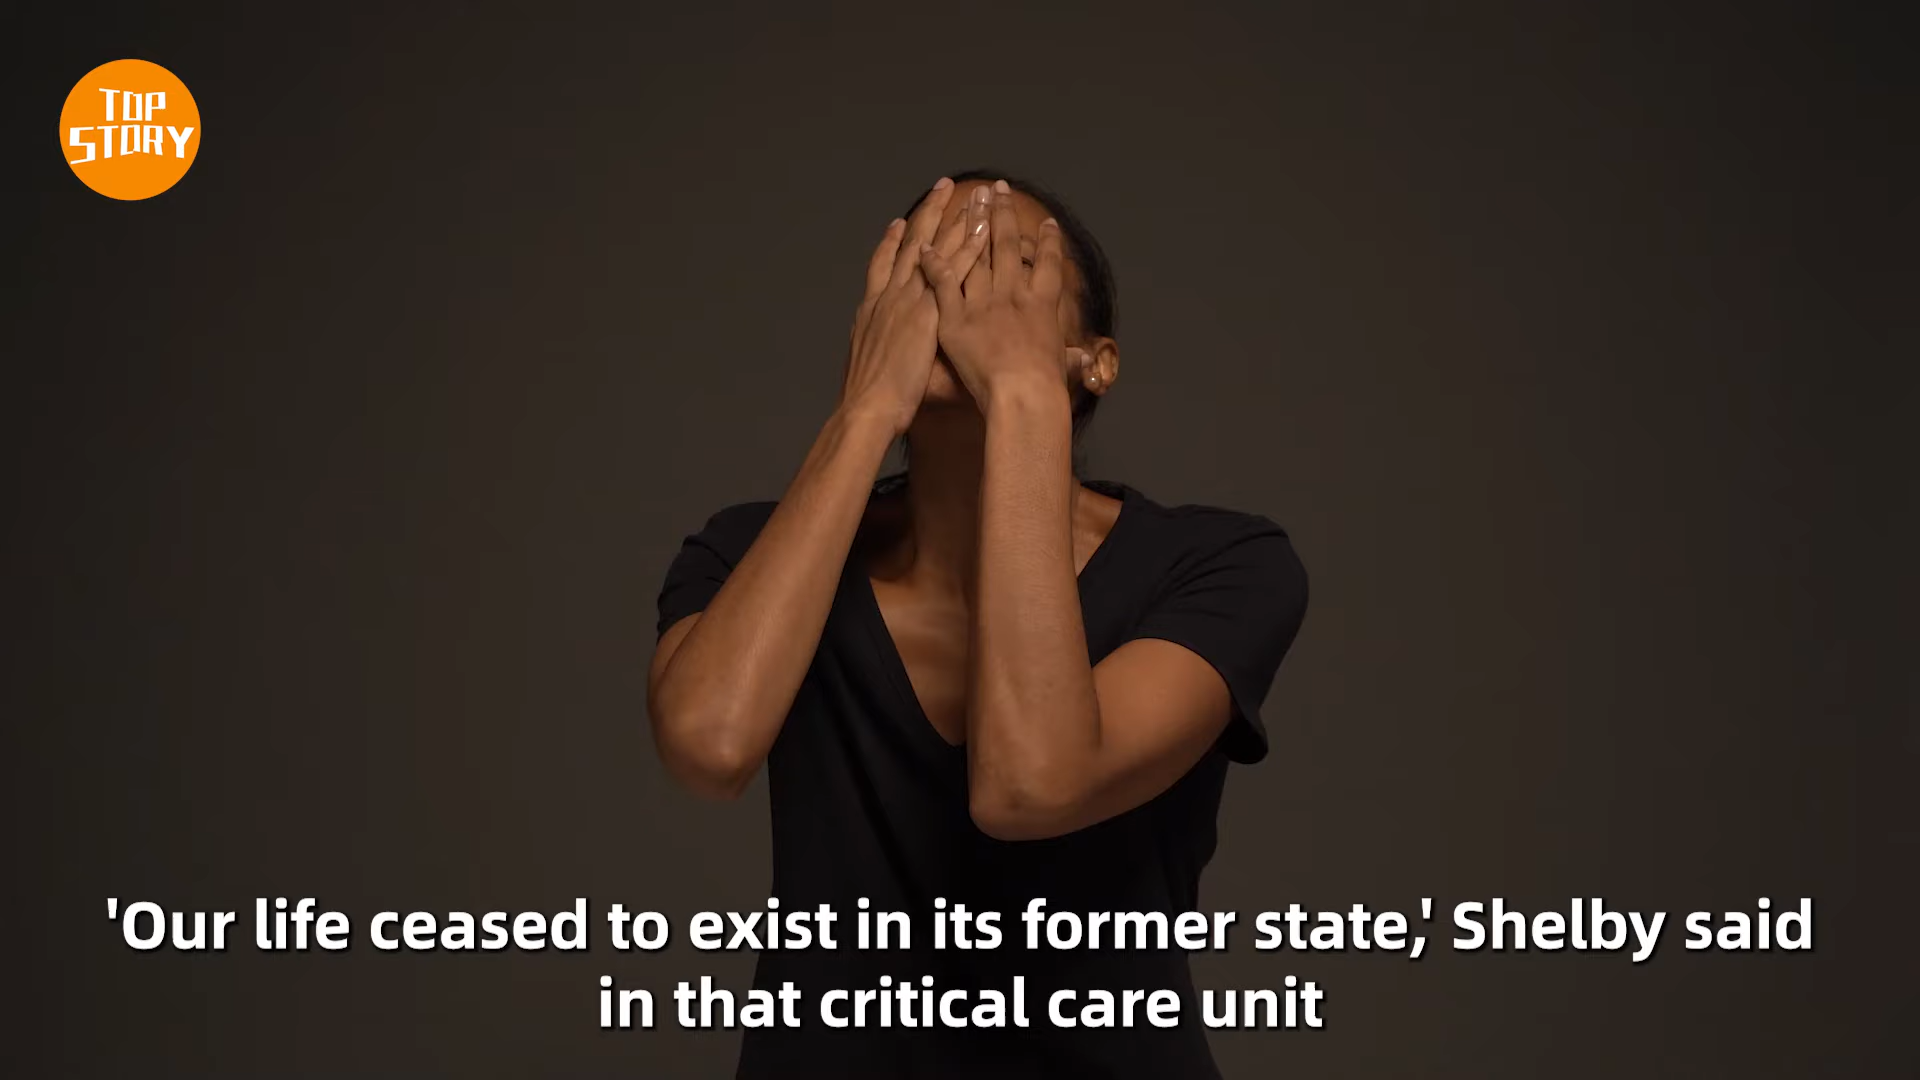 TOP
STORY
'Our life ceased to exist in its former state,' Shelby said
in that critical care unit